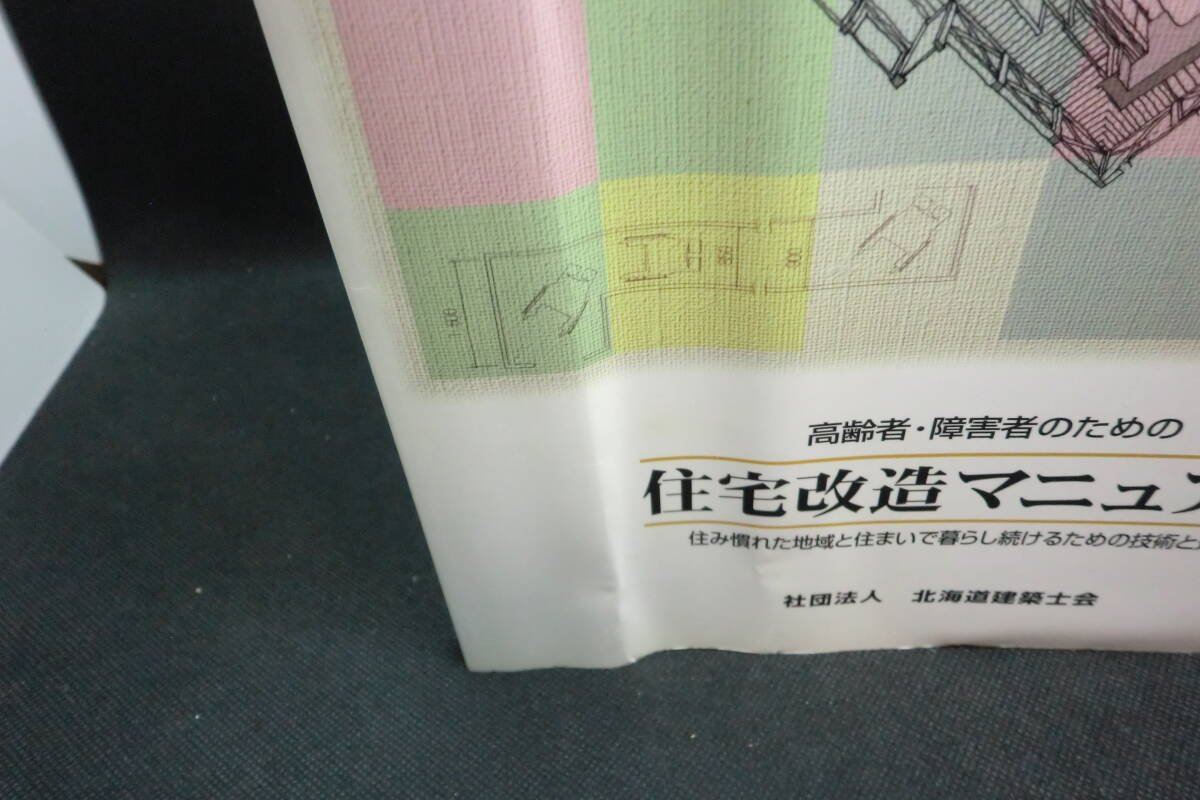 高齢者・障害者のための
住宅改造マニュ
住み慣れた地域と住まいで暮らし続けるための技術と
社団法人 北海道建築士会